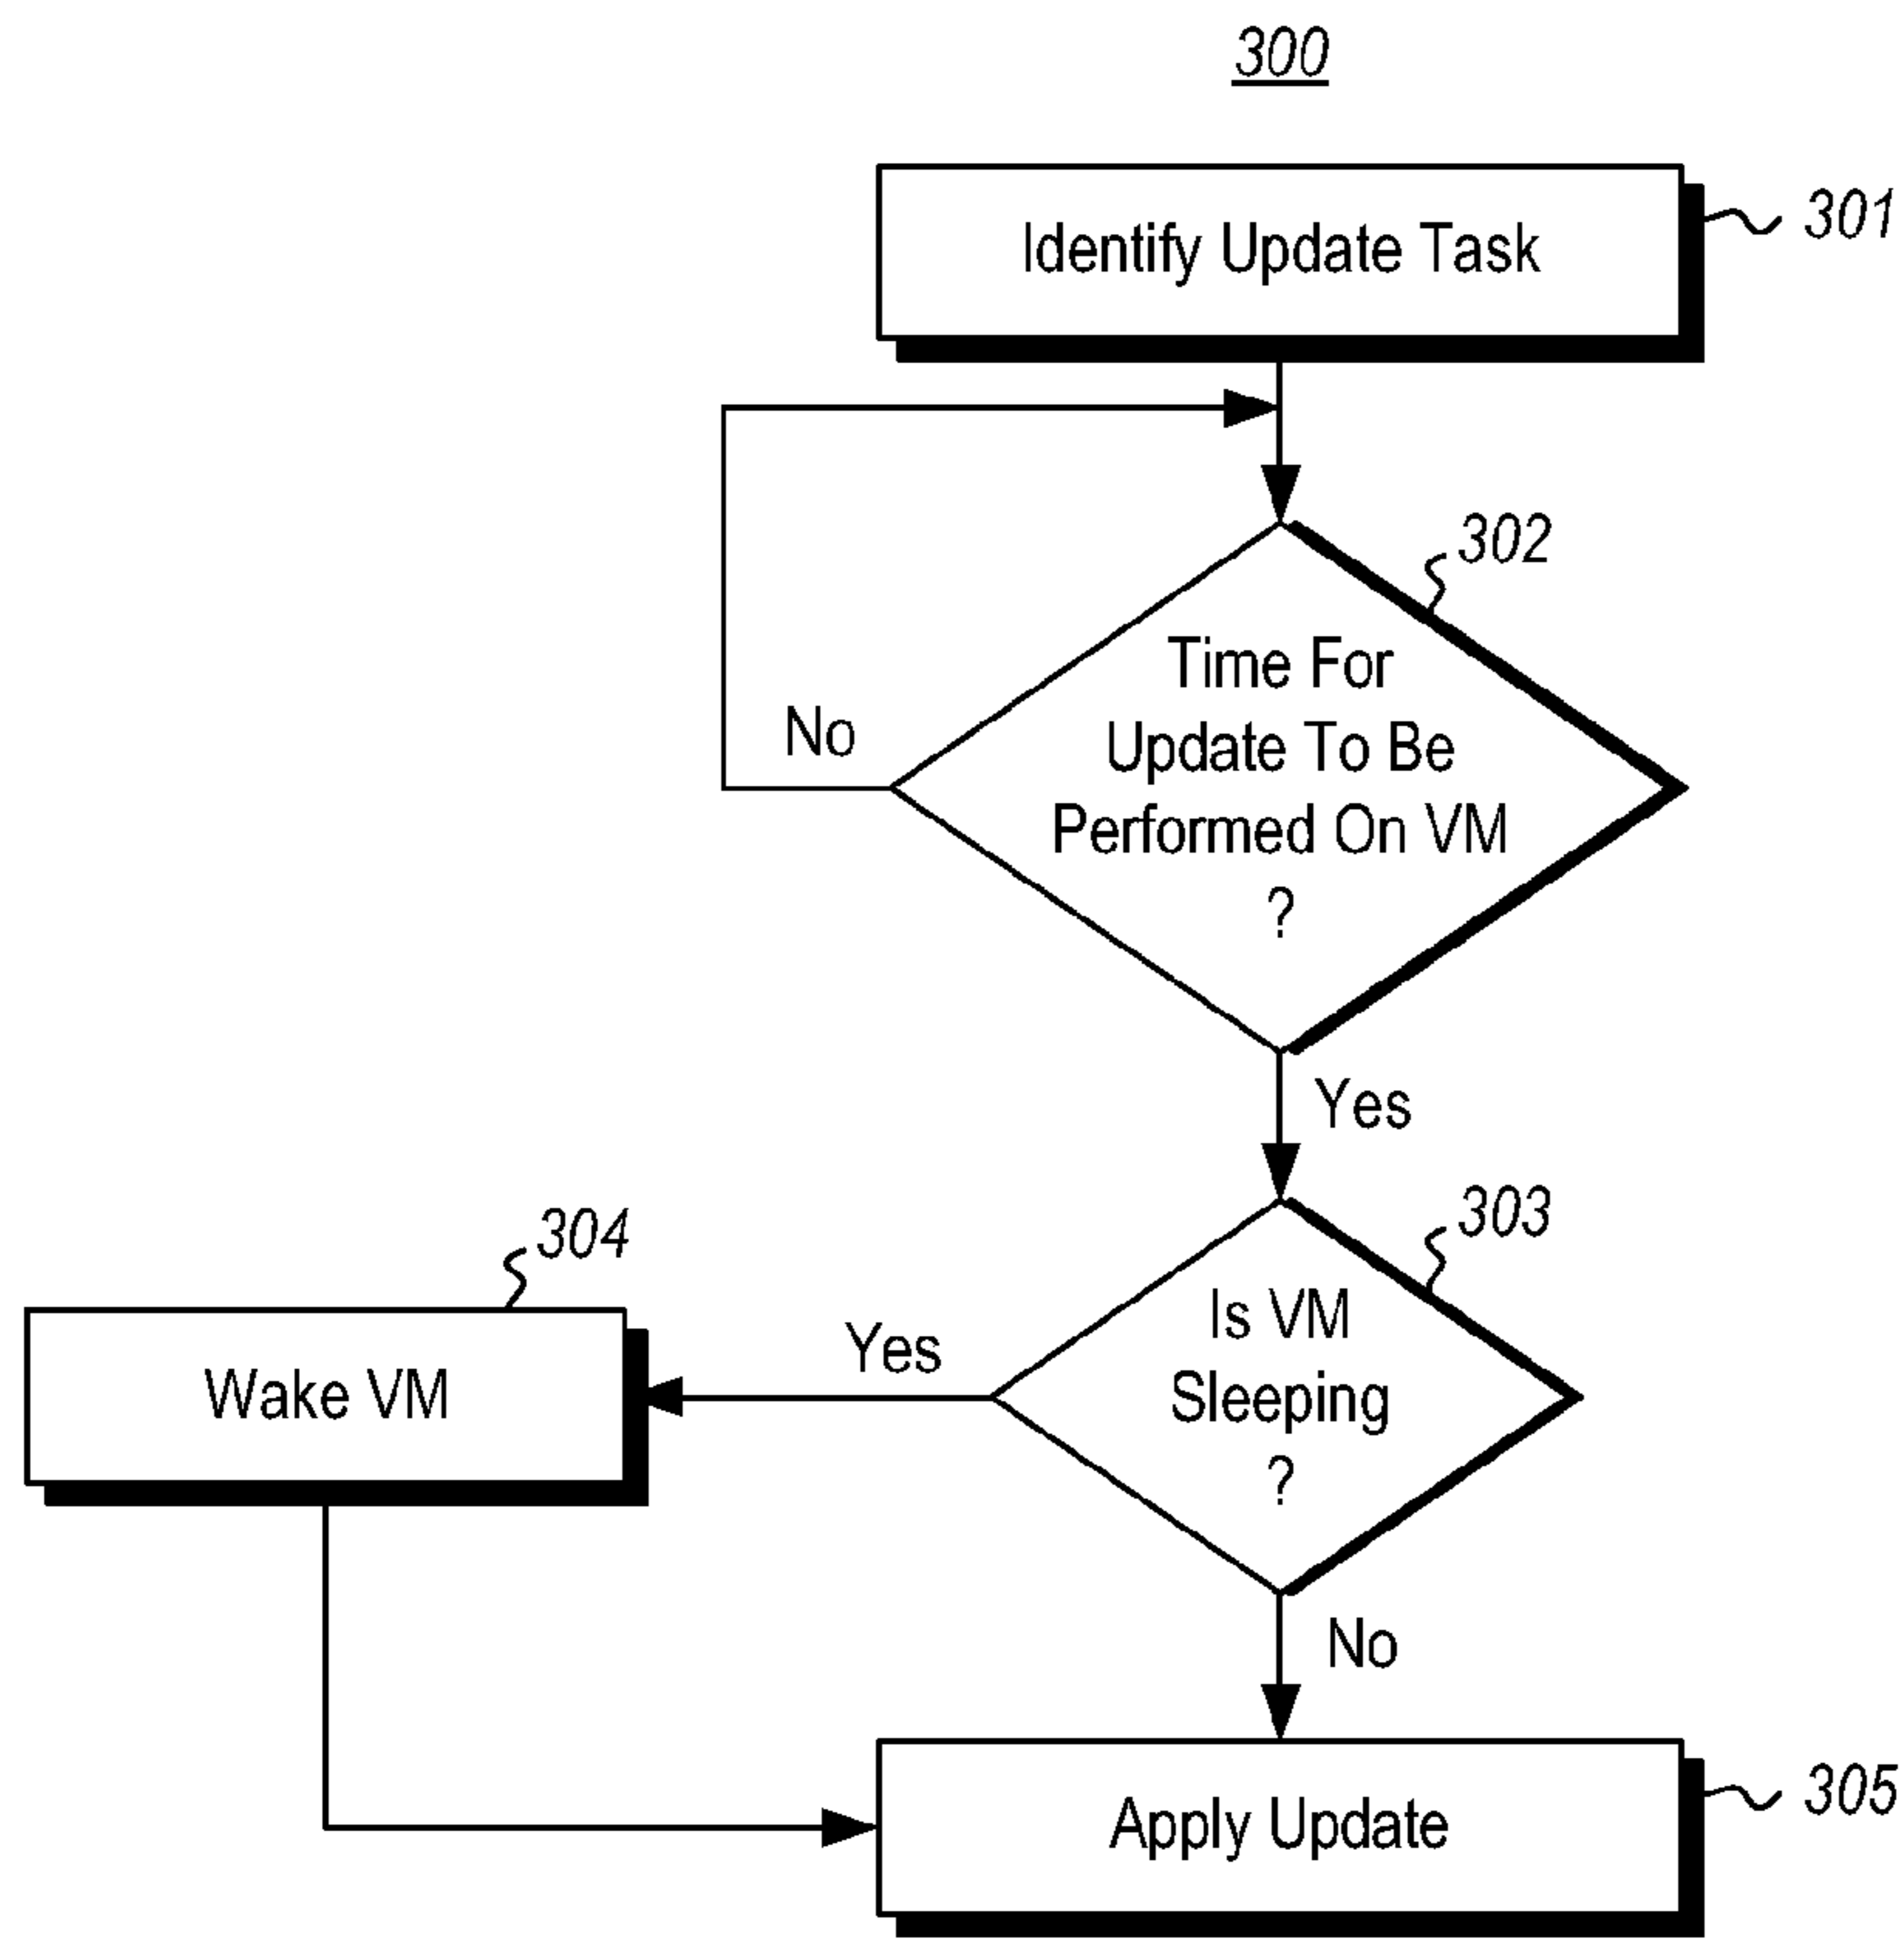 300
Identify Update Task
301
302
Time For
Update To Be
Performed On VM
?
No
Yes
303
Is VM
Sleeping
?
Yes
304
Wake VM
No
Apply Update
305